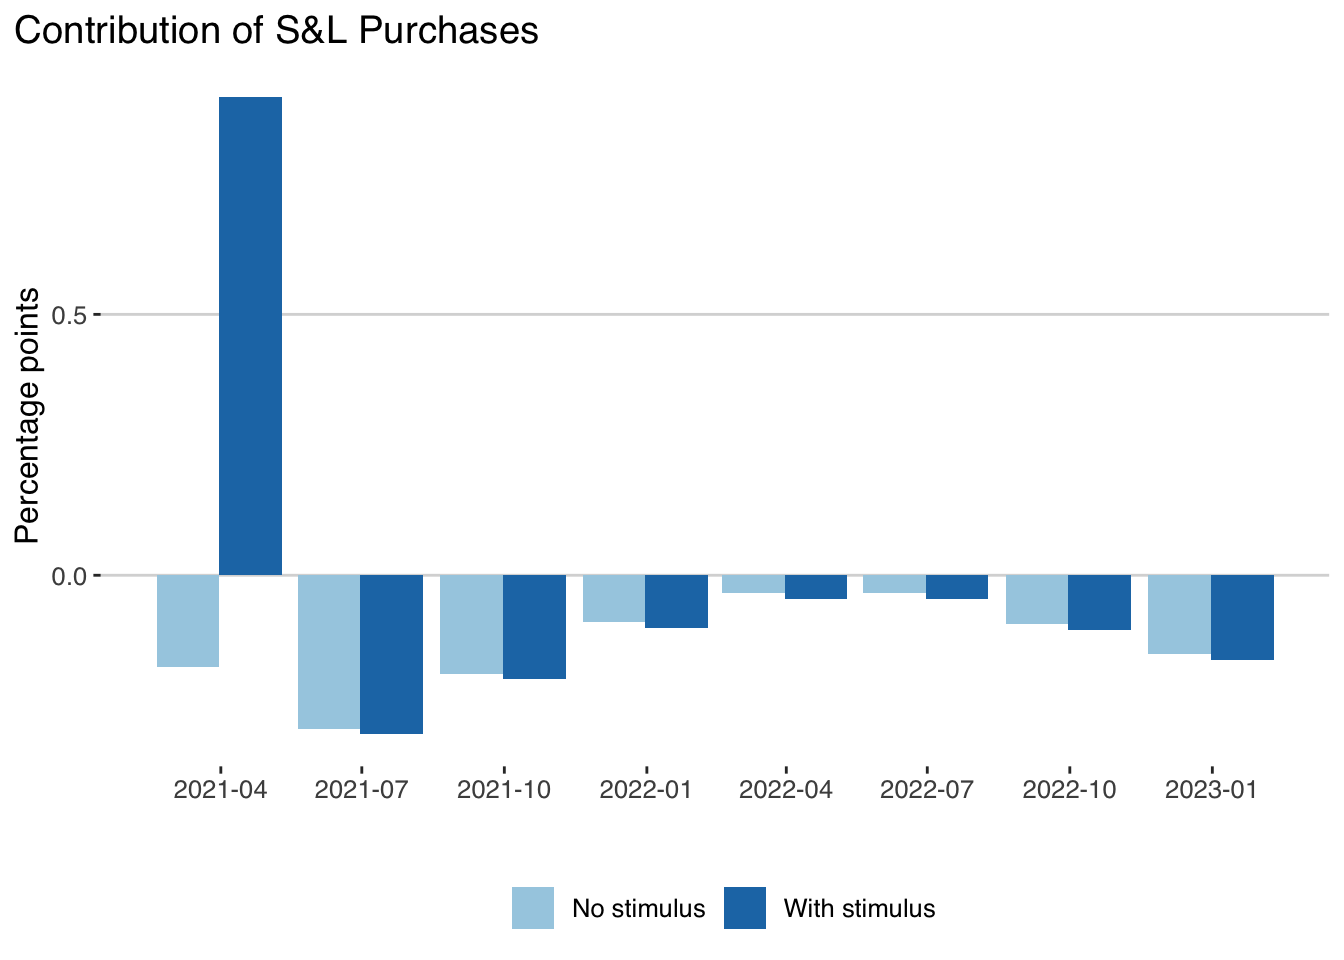 Contribution of S&L Purchases
Percentage points
0.5
0.0
2021-04 2021-07 2021-10 2022-01 2022-04 2022-07 2022-10 2023-01
No stimulus With stimulus